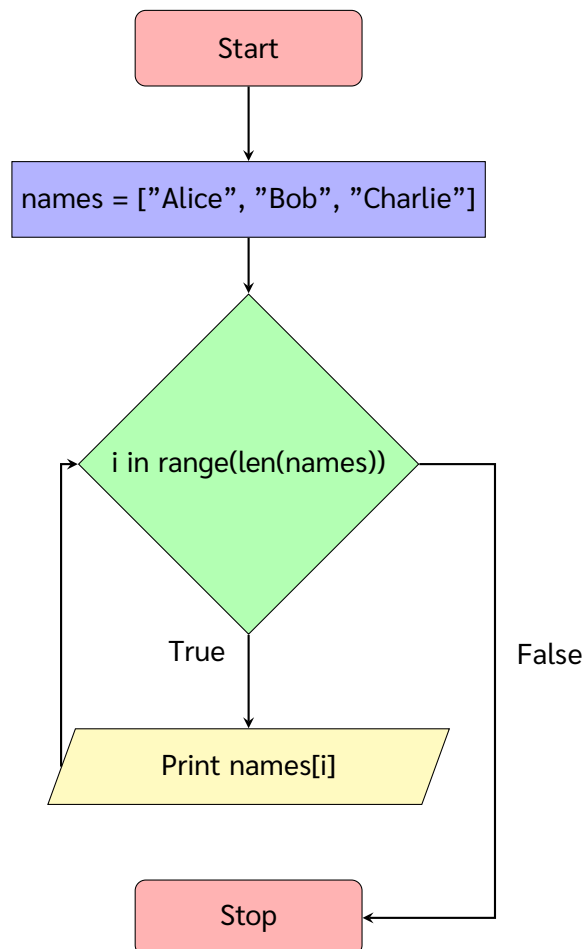 Start
names = [”Alice”, ”Bob”, ”Charlie”]
i in range(len(names))
True
False
Print names[i]
Stop